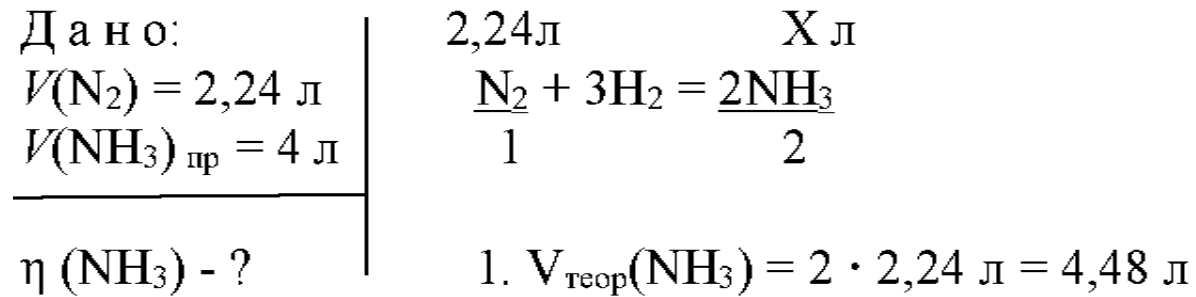 Д а н о:
V(N₂) = 2,24 л
V(NH₃) пр = 4 л
η (NH₃) - ?
2,24л X л
N₂ + 3H₂ = 2NH₃
1 2
1. Vтеор(NH₃) = 2 · 2,24 л = 4,48 л